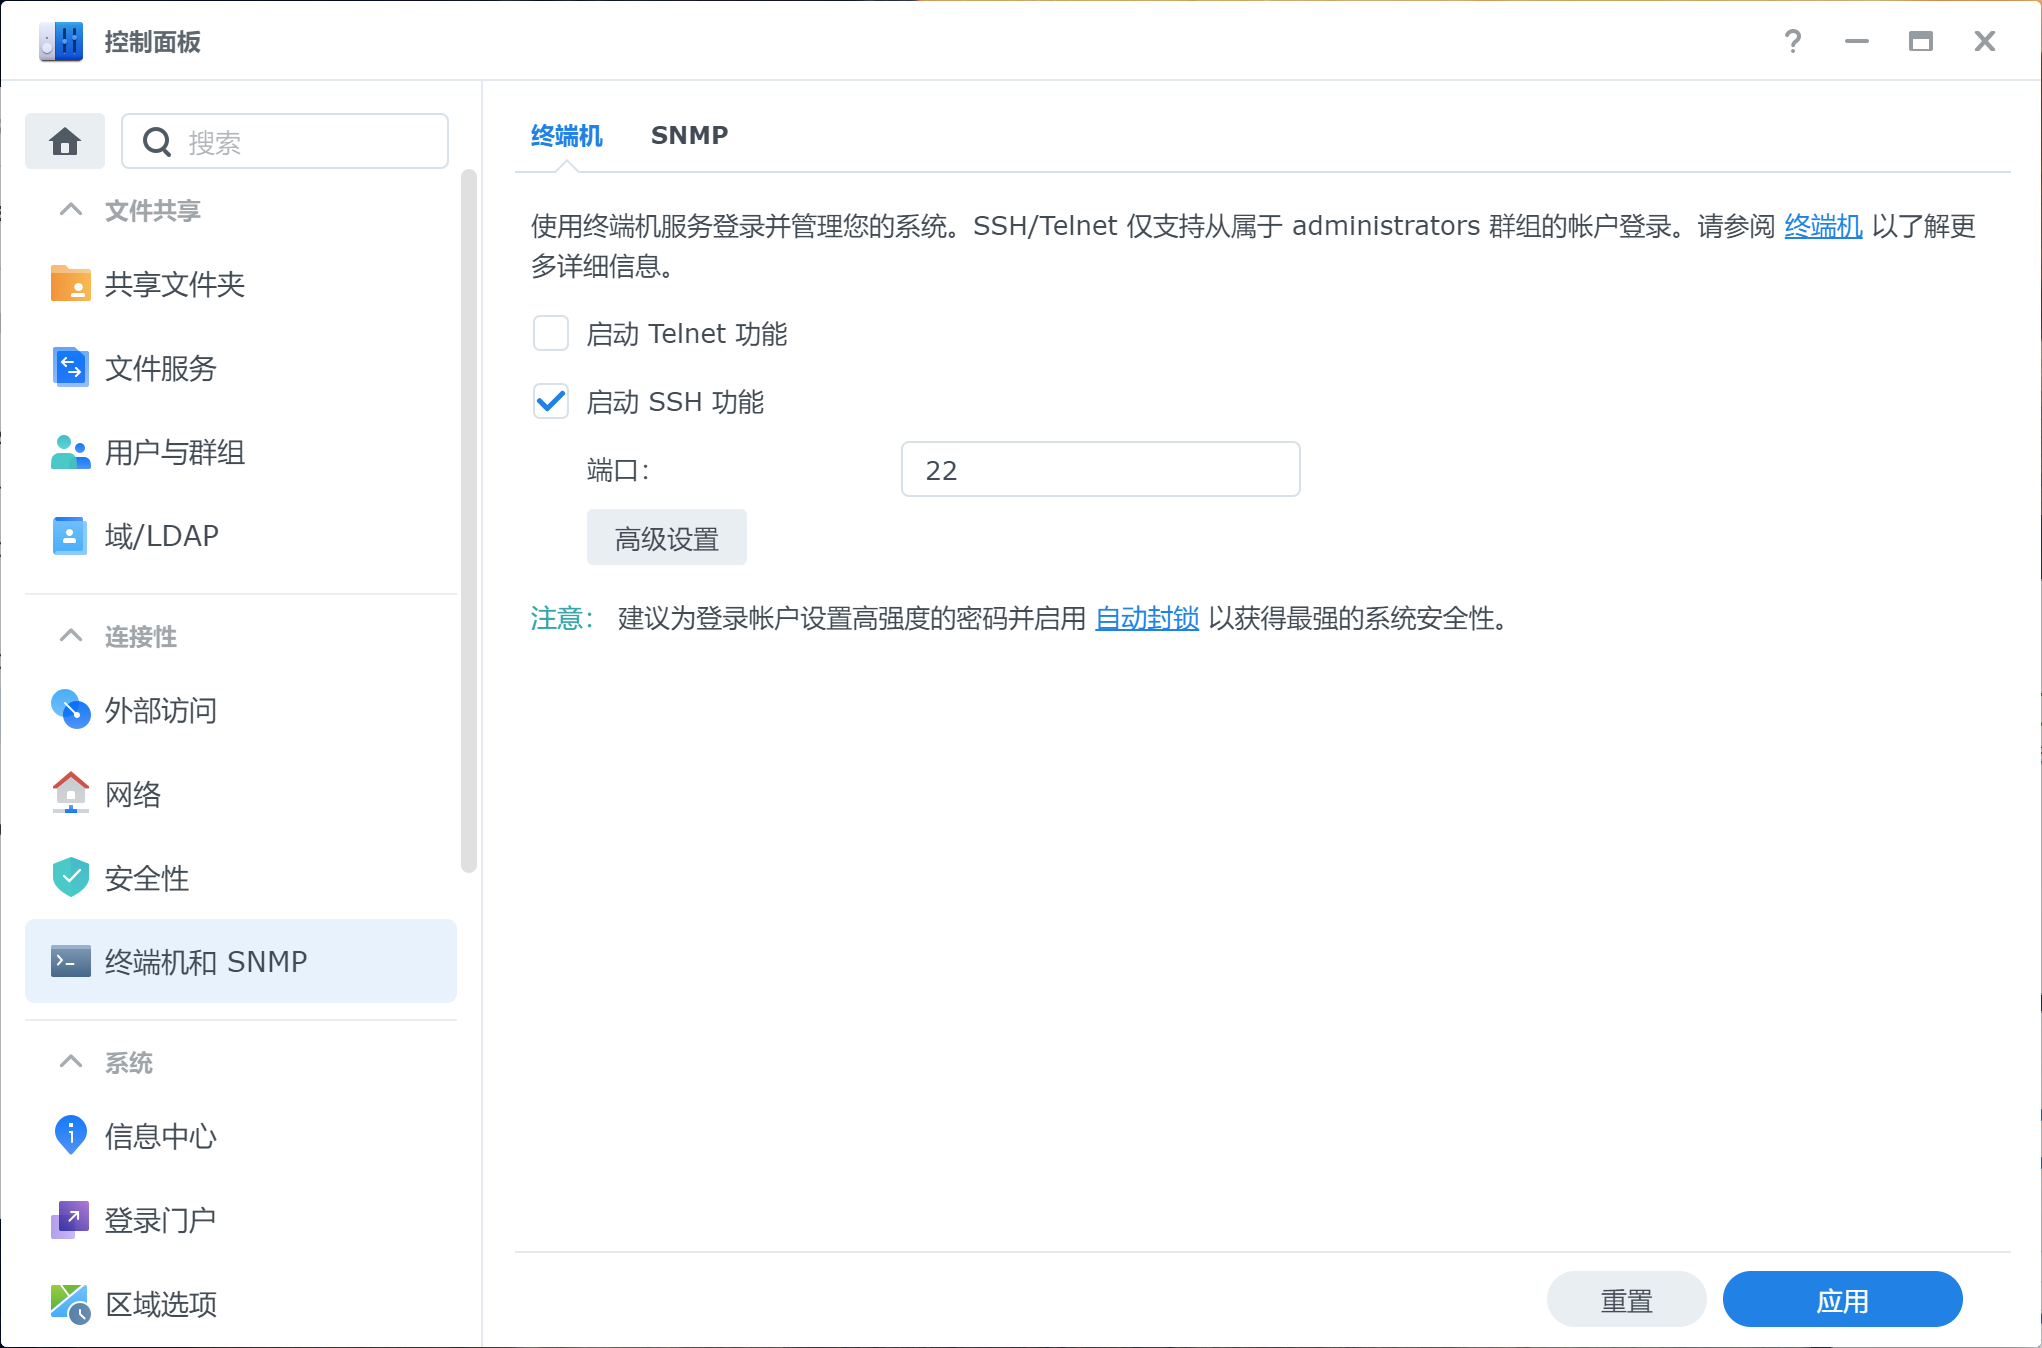 控制面板
搜索
文件共享
共享文件夹
文件服务
用户与群组
域/LDAP
连接性
外部访问
网络
安全性
终端机和 SNMP
系统
信息中心
登录门户
区域选项
终端机 SNMP
使用终端机服务登录并管理您的系统。SSH/Telnet 仅支持从属于 administrators 群组的帐户登录。请参阅 终端机 以了解更
多详细信息。
启动 Telnet 功能
启动 SSH 功能
端口： 22
高级设置
注意： 建议为登录帐户设置高强度的密码并启用 自动封锁 以获得最强的系统安全性。
重置 应用